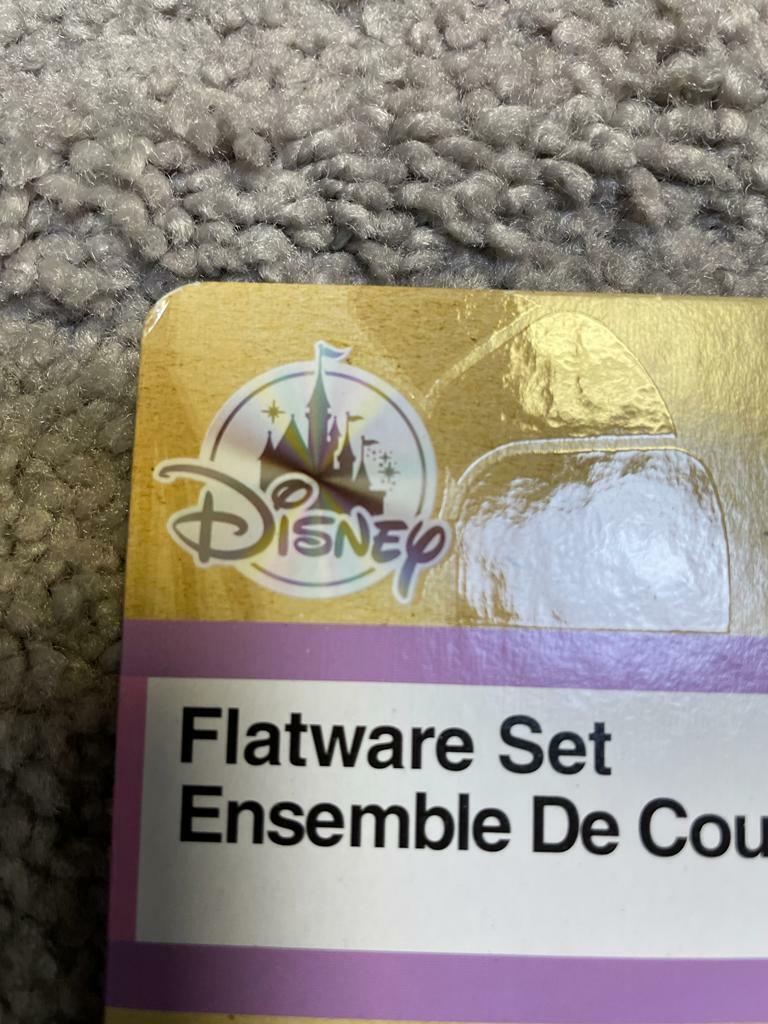 Disney
Flatware Set
Ensemble De Cou